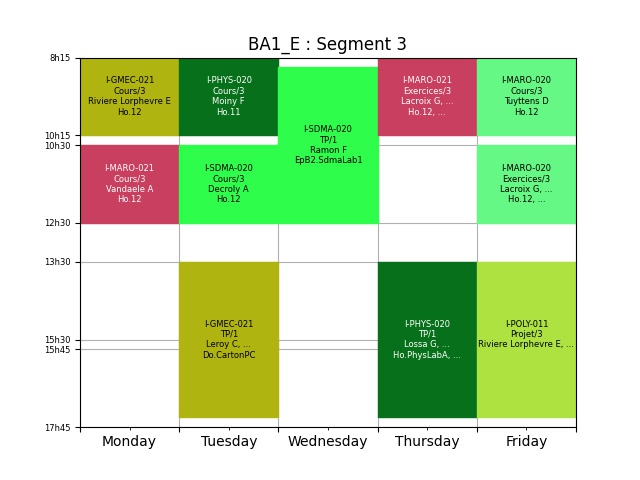 BA1_E : Segment 3
8h15
10h15
10h30
12h30
13h30
15h30
15h45
17h45
I-GMEC-021
Cours/3
Riviere Lorphevre E
Ho.12
I-MARO-021
Cours/3
Vandaele A
Ho.12
I-PHYS-020
Cours/3
Moiny F
Ho.11
I-SDMA-020
Cours/3
Decroly A
Ho.12
I-GMEC-021
TP/1
Leroy C, ...
Do.CartonPC
I-SDMA-020
TP/1
Ramon F
EpB2.SdmaLab1
I-MARO-021
Exercices/3
Lacroix G, ...
Ho.12, ...
I-PHYS-020
TP/1
Lossa G, ...
Ho.PhysLabA, ...
I-MARO-020
Cours/3
Tuyttens D
Ho.12
I-MARO-020
Exercices/3
Lacroix G, ...
Ho.12, ...
I-POLY-011
Projet/3
Riviere Lorphevre E, ...
Monday
Tuesday
Wednesday
Thursday
Friday